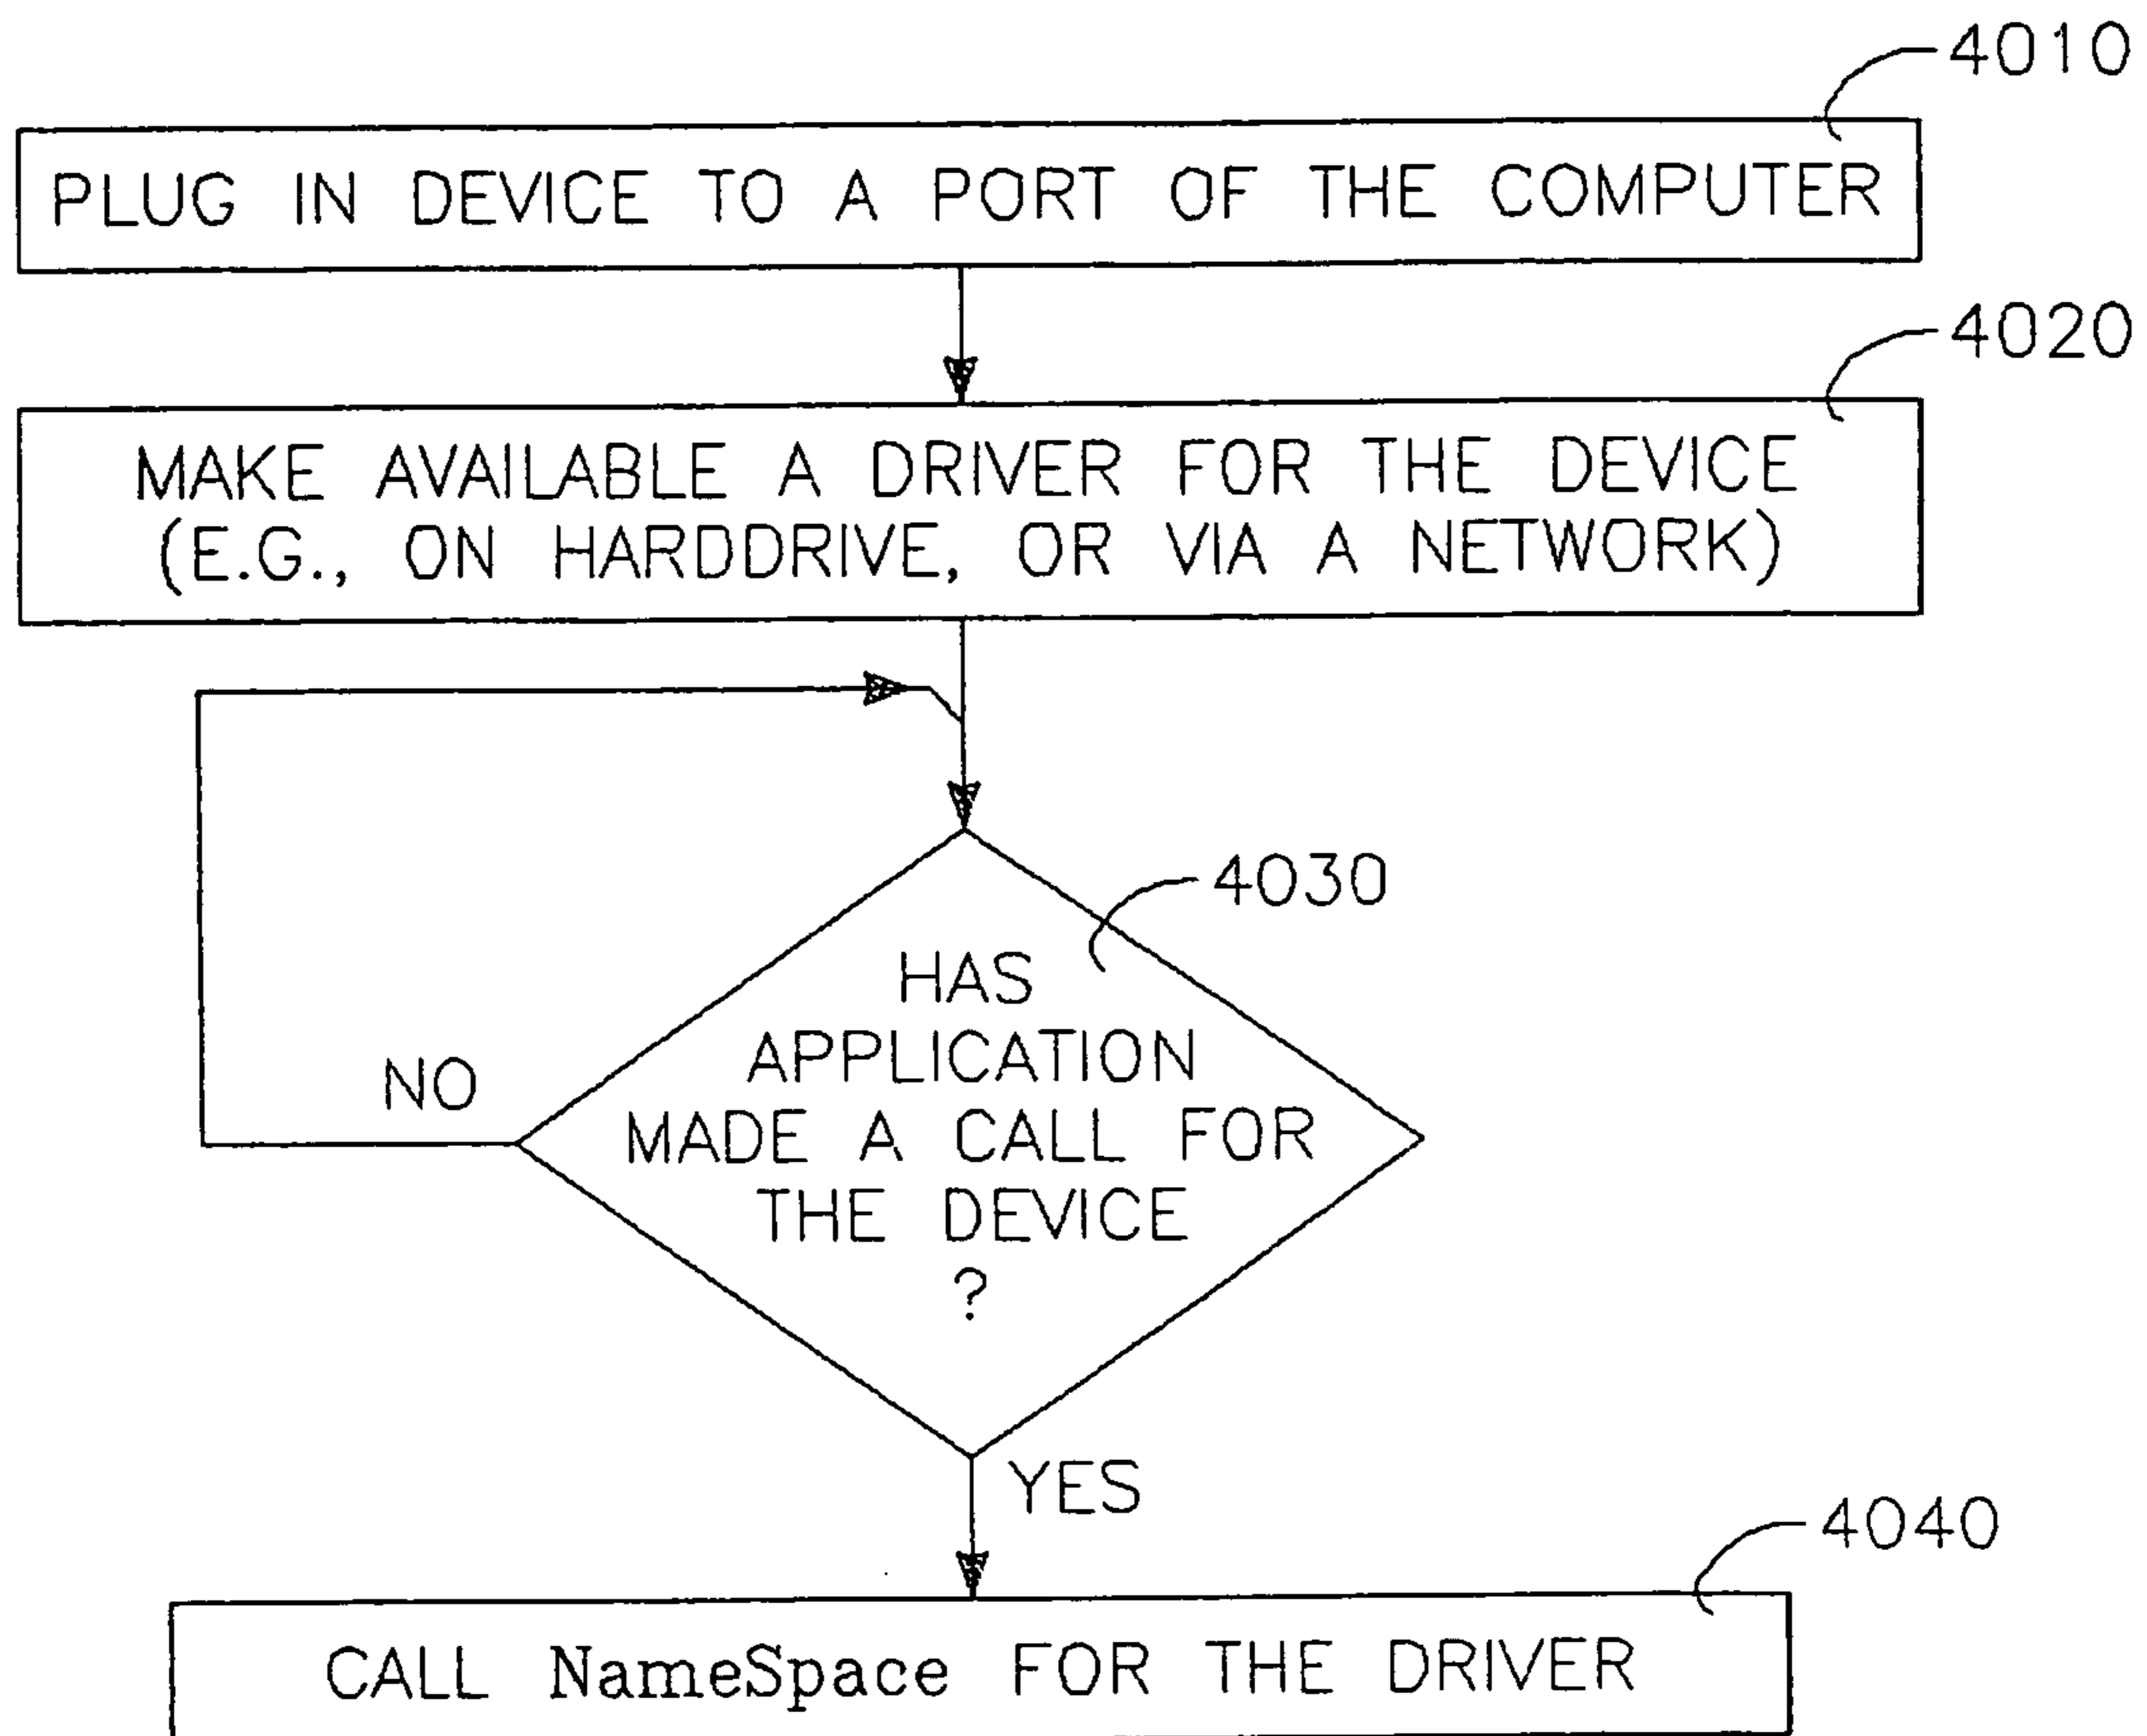 4010
PLUG IN DEVICE TO A PORT OF THE COMPUTER
4020
MAKE AVAILABLE A DRIVER FOR THE DEVICE
(E.G., ON HARDDRIVE, OR VIA A NETWORK)
4030
HAS
APPLICATION
MADE A CALL FOR
THE DEVICE
?
NO
YES
4040
CALL NameSpace FOR THE DRIVER